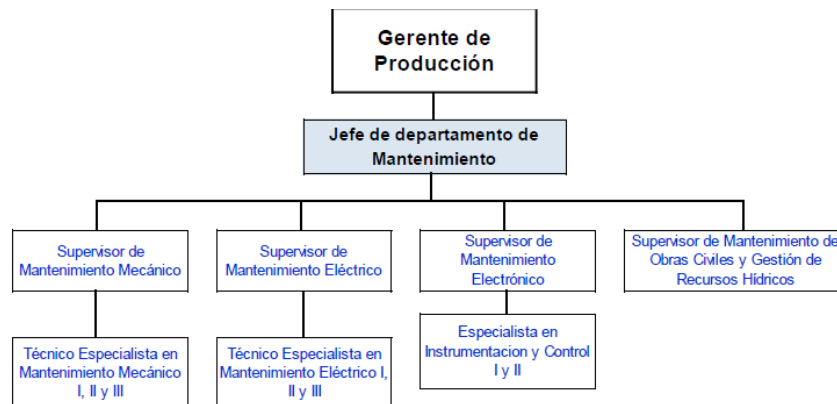 Gerente de
Producción
Jefe de departamento de
Mantenimiento
Supervisor de
Mantenimiento Mecánico
Supervisor de
Mantenimiento Eléctrico
Supervisor de
Mantenimiento
Electrónico
Supervisor de Mantenimiento de
Obras Civiles y Gestión de
Recursos Hídricos
Técnico Especialista en
Mantenimiento Mecánico
I, II y III
Técnico Especialista en
Mantenimiento Eléctrico I,
II y III
Especialista en
Instrumentacion y Control
I y II